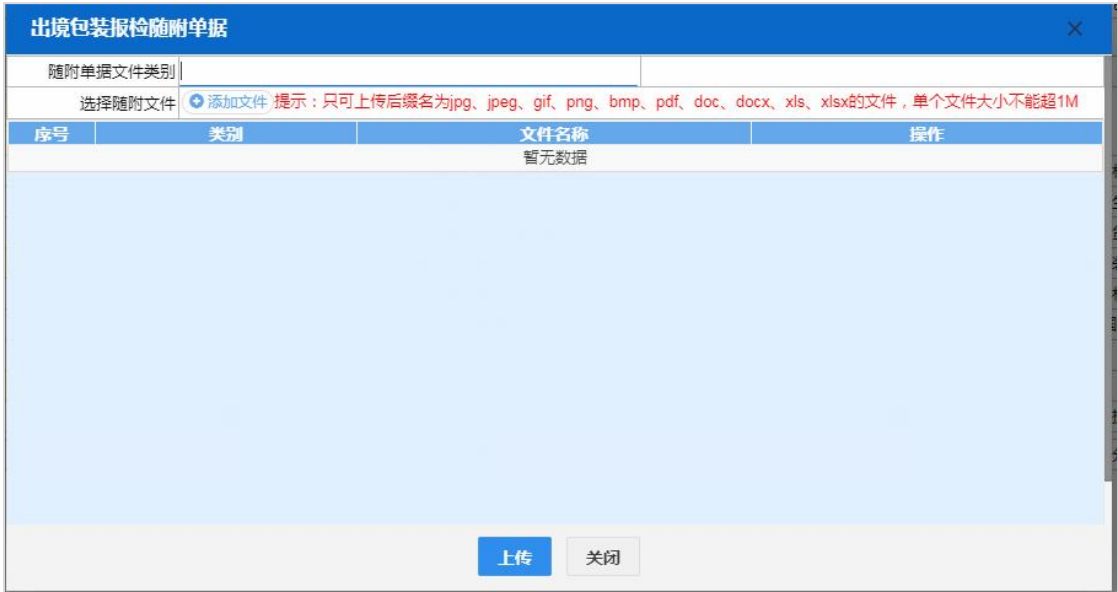 出境包装报检随附单据
随附单据文件类别
选择随附文件 添加文件 提示：只可上传后缀名为jpg、jpeg、gif、png、bmp、pdf、doc、docx、xls、xlsx的文件，单个文件大小不能超1M
序号 类别 文件名称 操作
暂无数据
上传 关闭